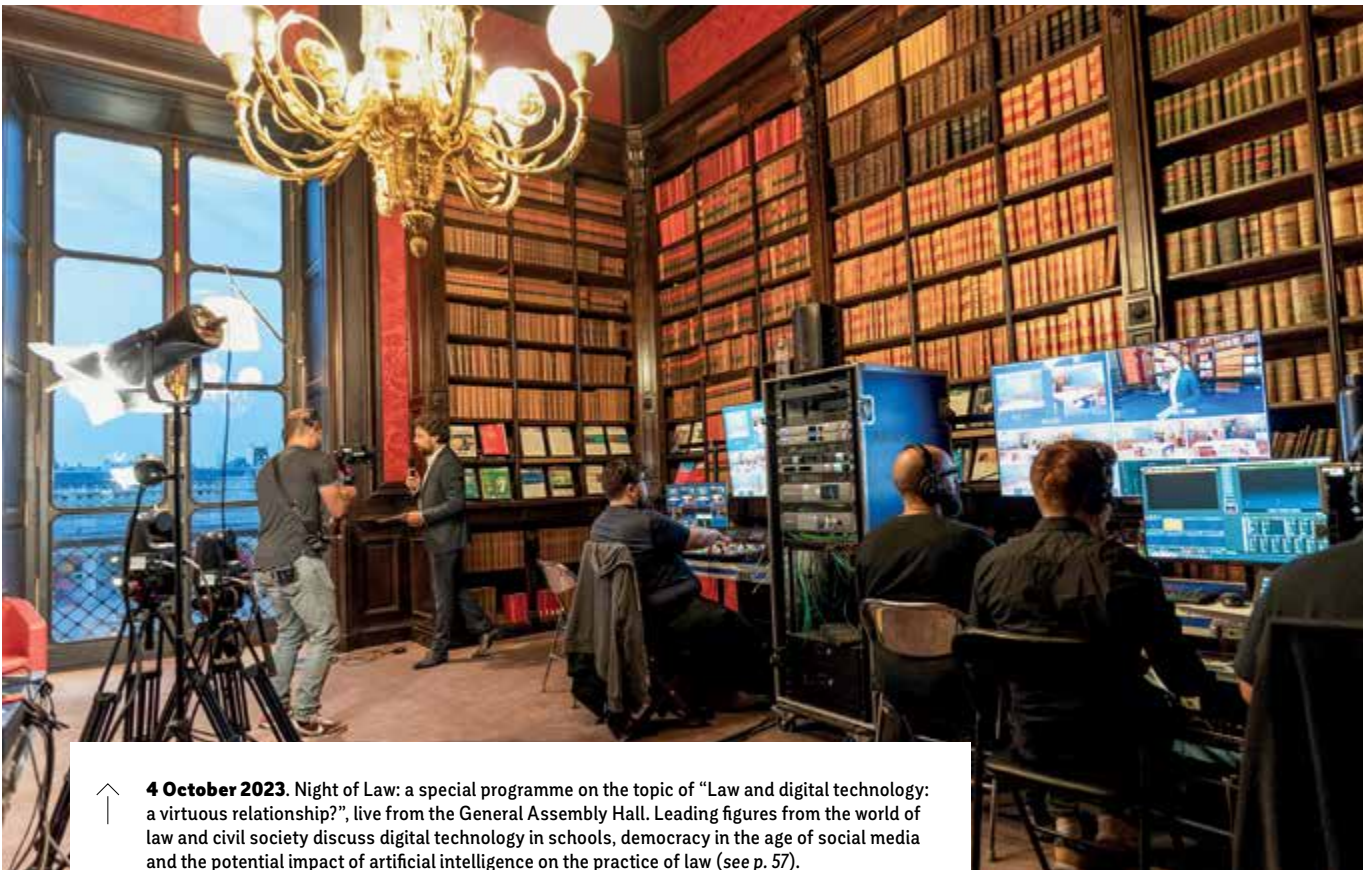 4 October 2023. Night of Law: a special programme on the topic of “Law and digital technology:
a virtuous relationship?”, live from the General Assembly Hall. Leading figures from the world of
law and civil society discuss digital technology in schools, democracy in the age of social media
and the potential impact of artificial intelligence on the practice of law (see p. 57).